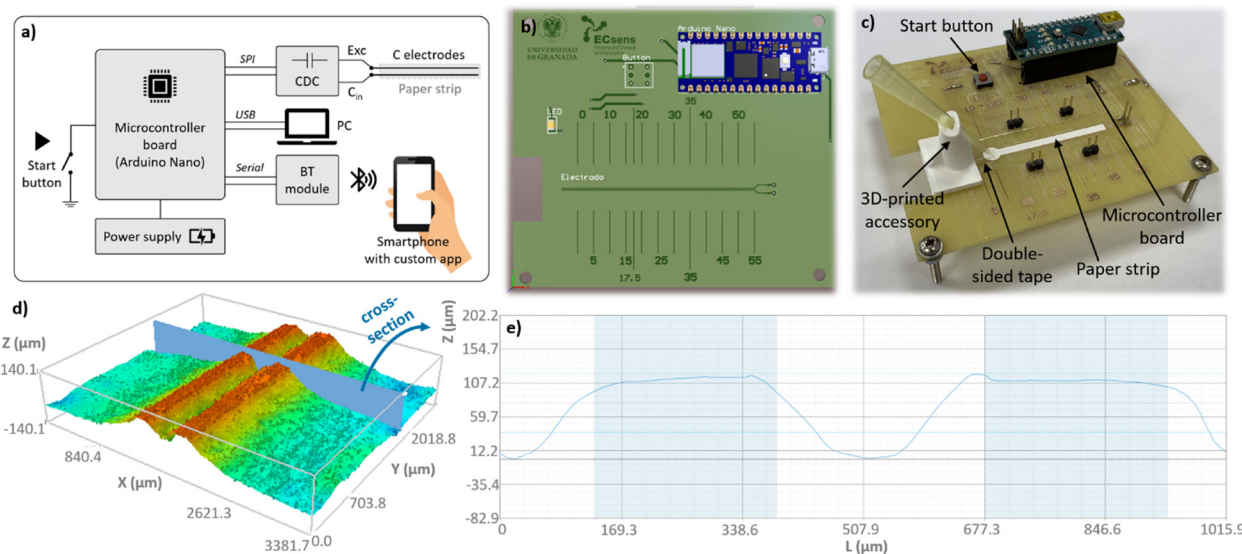 a)
SPI
CDC
Exc
C electrodes
Paper strip
Cin
Microcontroller
board
(Arduino Nano)
USB
PC
Start
button
Serial
BT
module
Power supply
Smartphone
with custom app
b)
UNIVERSIDAD
DE GRANADA
ECsens
Arduino Nano
Button
LED
35
0 10 20 30 40 50
Electrodo
5 15 25 35 45 55
17.5
c)
Start button
3D-printed
accessory
Double-
sided tape
Paper strip
Microcontroller
board
d)
Z (µm)
140.1
-140.1
840.4
X (µm)
2621.3
3381.7
0.0
703.8
Y (µm)
2018.8
cross-
section
e)
Z (µm)
202.2
154.7
107.2
59.7
12.2
-35.4
-82.9
0 169.3 338.6 507.9 677.3 846.6 1015.9
L (µm)